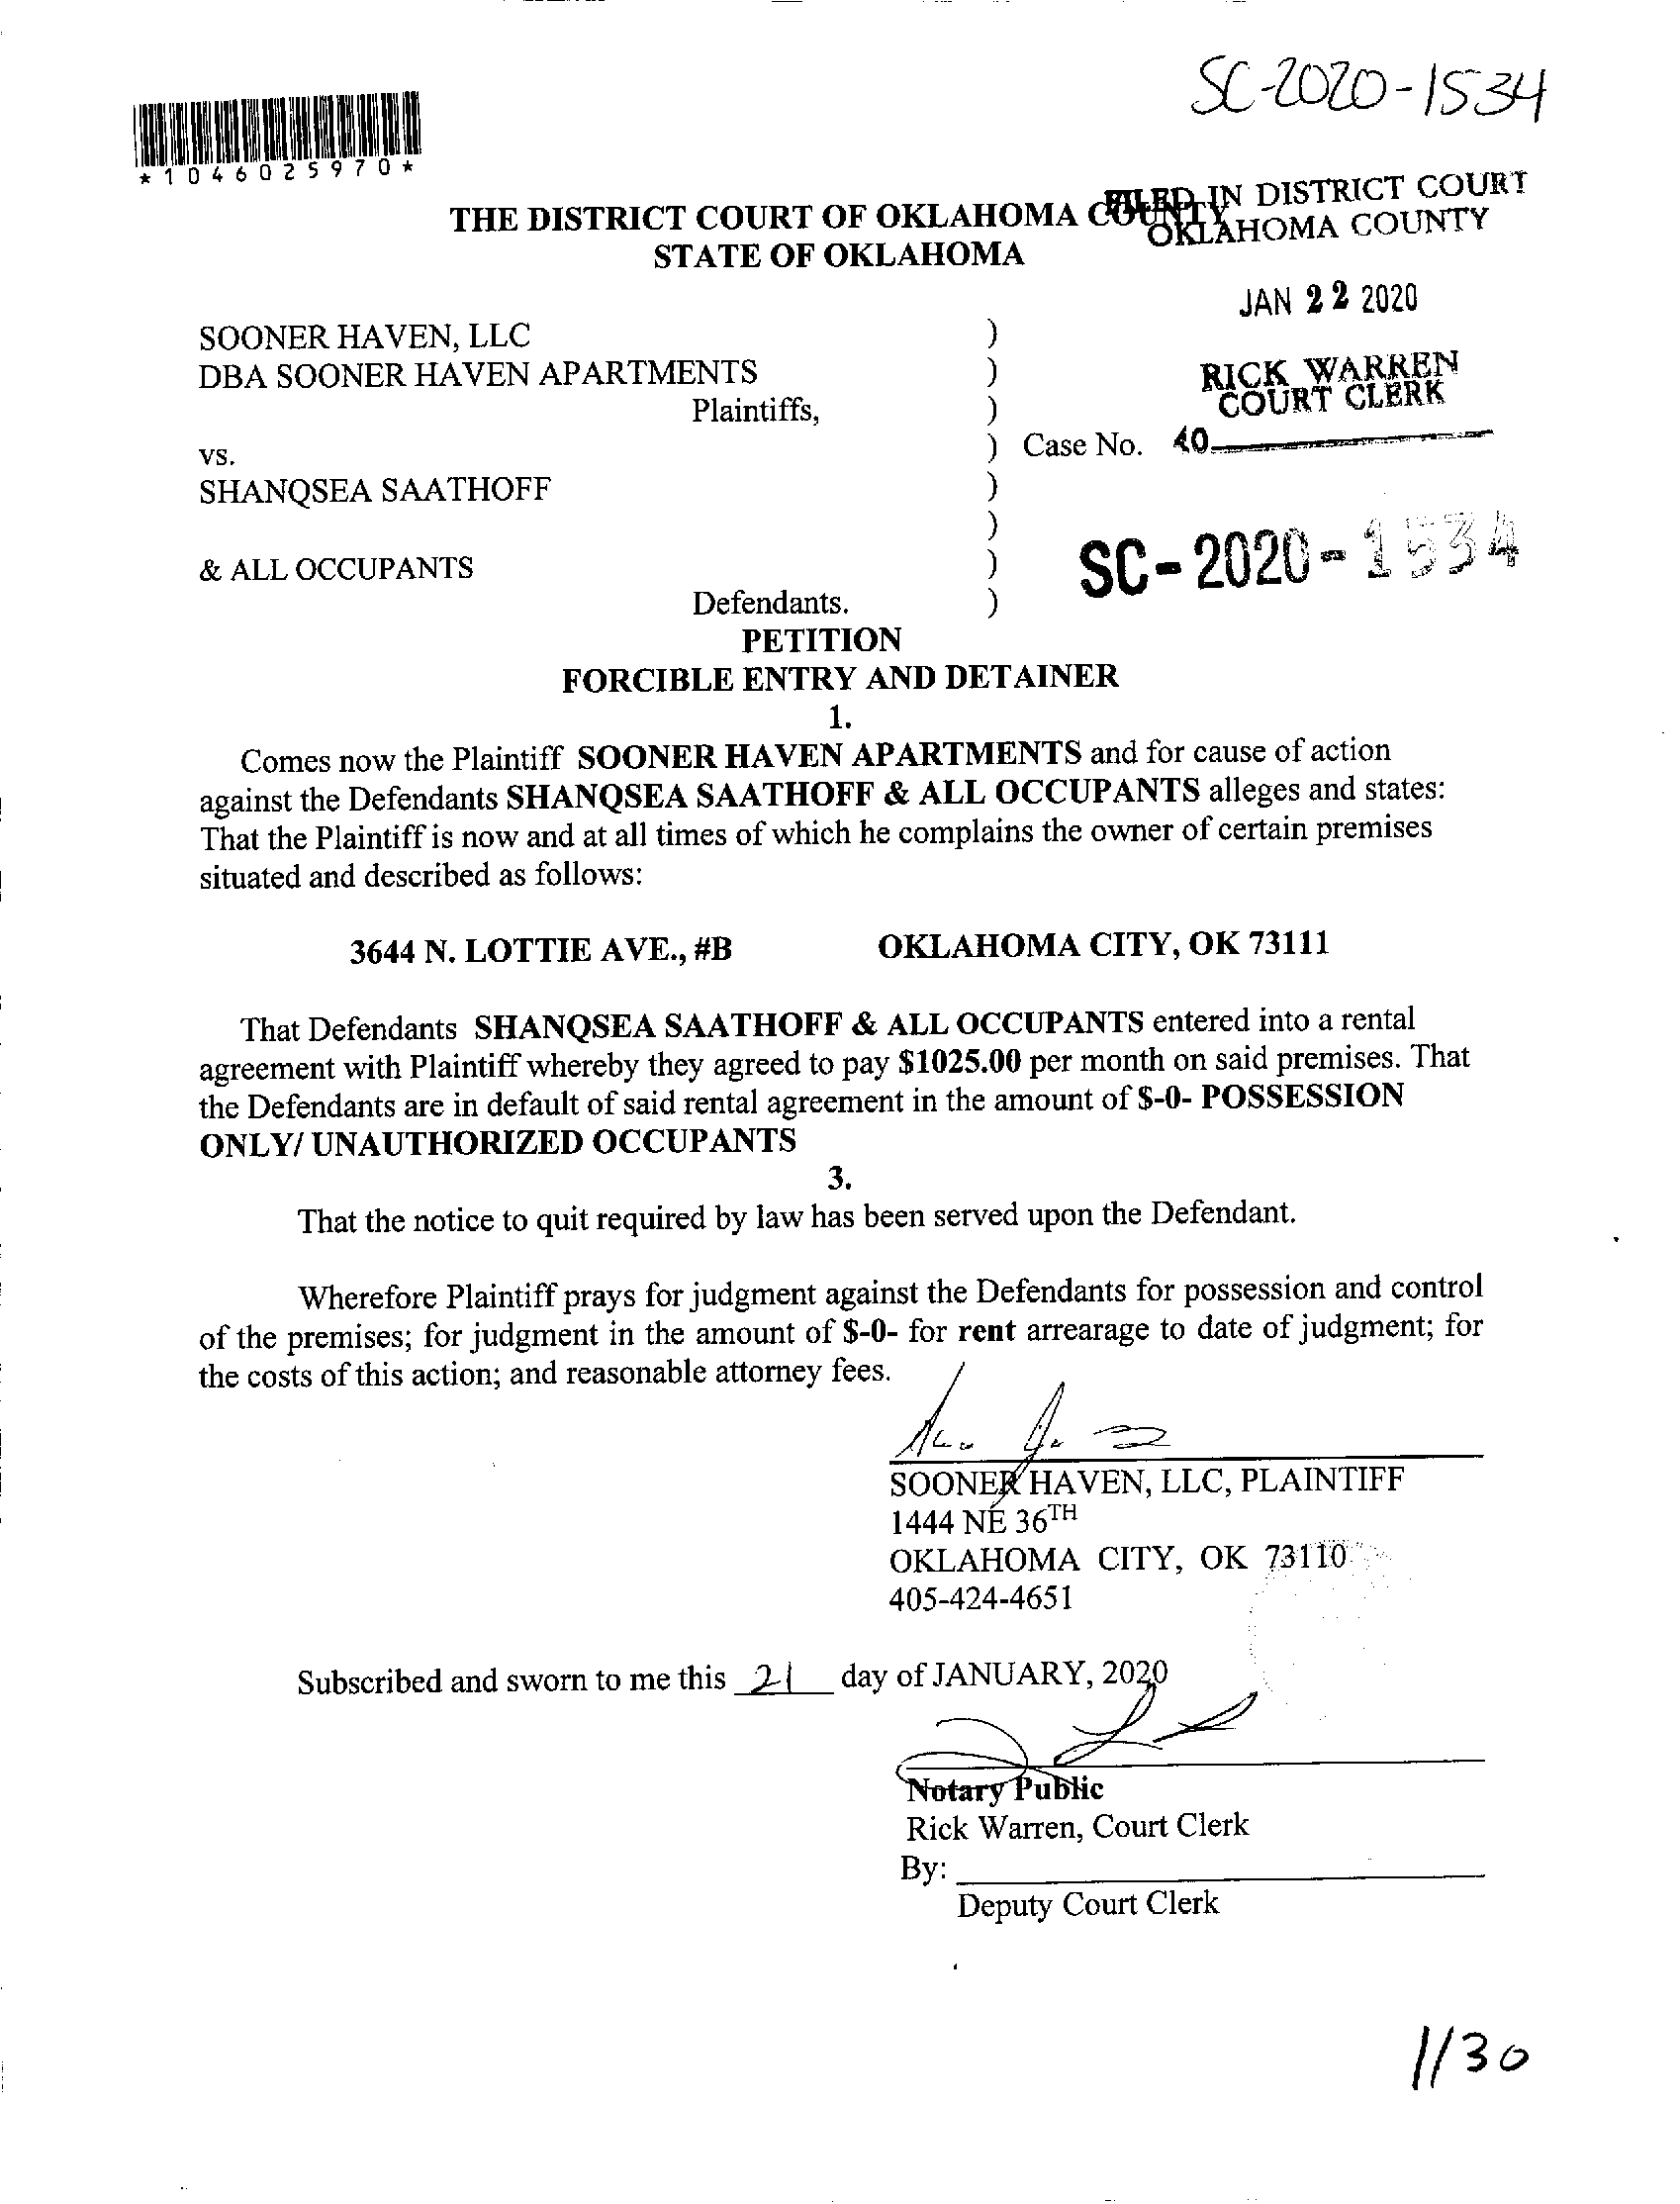 SC-2020-1534
*1046025970*
FILED IN DISTRICT COURT
OKLAHOMA COUNTY
THE DISTRICT COURT OF OKLAHOMA COUNTY
STATE OF OKLAHOMA
JAN 22 2020
SOONER HAVEN, LLC )
DBA SOONER HAVEN APARTMENTS )
RICK WARREN
COURT CLERK
Plaintiffs, )
vs. ) Case No. 40
SHANQSEA SAATHOFF )
)
& ALL OCCUPANTS ) SC-2020-1534
Defendants. )
PETITION
FORCIBLE ENTRY AND DETAINER
1.
Comes now the Plaintiff SOONER HAVEN APARTMENTS and for cause of action
against the Defendants SHANQSEA SAATHOFF & ALL OCCUPANTS alleges and states:
That the Plaintiff is now and at all times of which he complains the owner of certain premises
situated and described as follows:
3644 N. LOTTIE AVE., #B OKLAHOMA CITY, OK 73111
That Defendants SHANQSEA SAATHOFF & ALL OCCUPANTS entered into a rental
agreement with Plaintiff whereby they agreed to pay $1025.00 per month on said premises. That
the Defendants are in default of said rental agreement in the amount of $-0- POSSESSION
ONLY/ UNAUTHORIZED OCCUPANTS
3.
That the notice to quit required by law has been served upon the Defendant.
Wherefore Plaintiff prays for judgment against the Defendants for possession and control
of the premises; for judgment in the amount of $-0- for rent arrearage to date of judgment; for
the costs of this action; and reasonable attorney fees.
SOONER HAVEN, LLC, PLAINTIFF
1444 NE 36TH
OKLAHOMA CITY, OK 73110
405-424-4651
Subscribed and sworn to me this 21 day of JANUARY, 2020
Notary Public
Rick Warren, Court Clerk
By:
Deputy Court Clerk
1/30